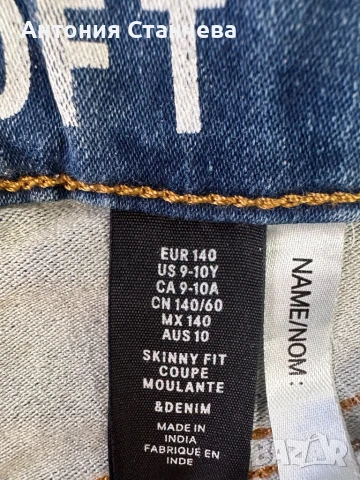 Антония Станчева
OFT
EUR 140
US 9-10Y
CA 9-10A
CN 140/60
MX 140
AUS 10
SKINNY FIT
COUPE
MOULANTE
&DENIM
MADE IN
INDIA
FABRIQUE EN
INDE
NAME/NOM:
BAZAR